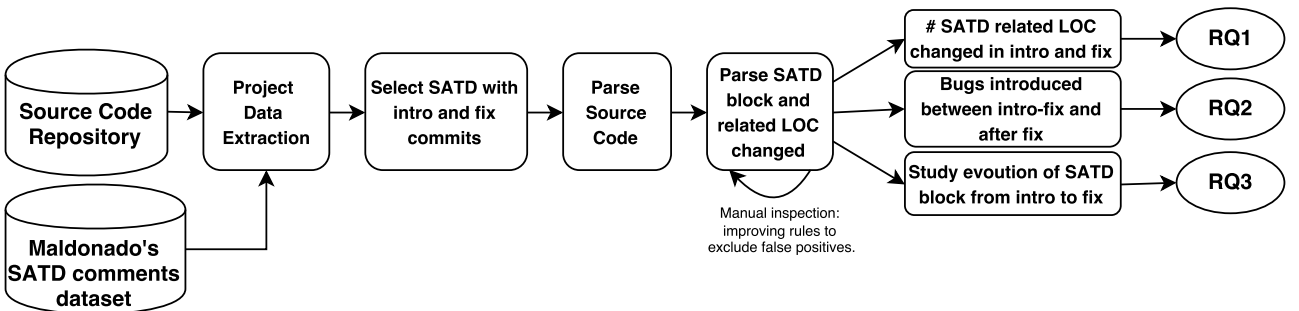 Source Code
Repository
Maldonado's
SATD comments
dataset
Project
Data
Extraction
Select SATD with
intro and fix
commits
Parse
Source
Code
Parse SATD
block and
related LOC
changed
Manual inspection:
improving rules to
exclude false positives.
# SATD related LOC
changed in intro and fix
Bugs introduced
between intro-fix and
after fix
Study evoution of SATD
block from intro to fix
RQ1
RQ2
RQ3